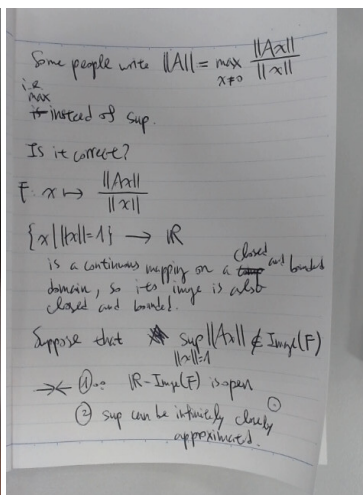 Some people write ||A|| = max_{x≠0} ||Ax|| / ||x||
i.e
max
instead of sup.
Is it correct?
F: x ↦ ||Ax|| / ||x||
{x | ||x||=1} → ℝ
is a continuous mapping on a closed and bounded
domain, so its image is also
closed and bounded.
Suppose that sup_{||x||=1} ||Ax|| ∉ Image(F)
→← ① ∵ ℝ - Image(F) is open
② sup can be infinitely closely
approximated.